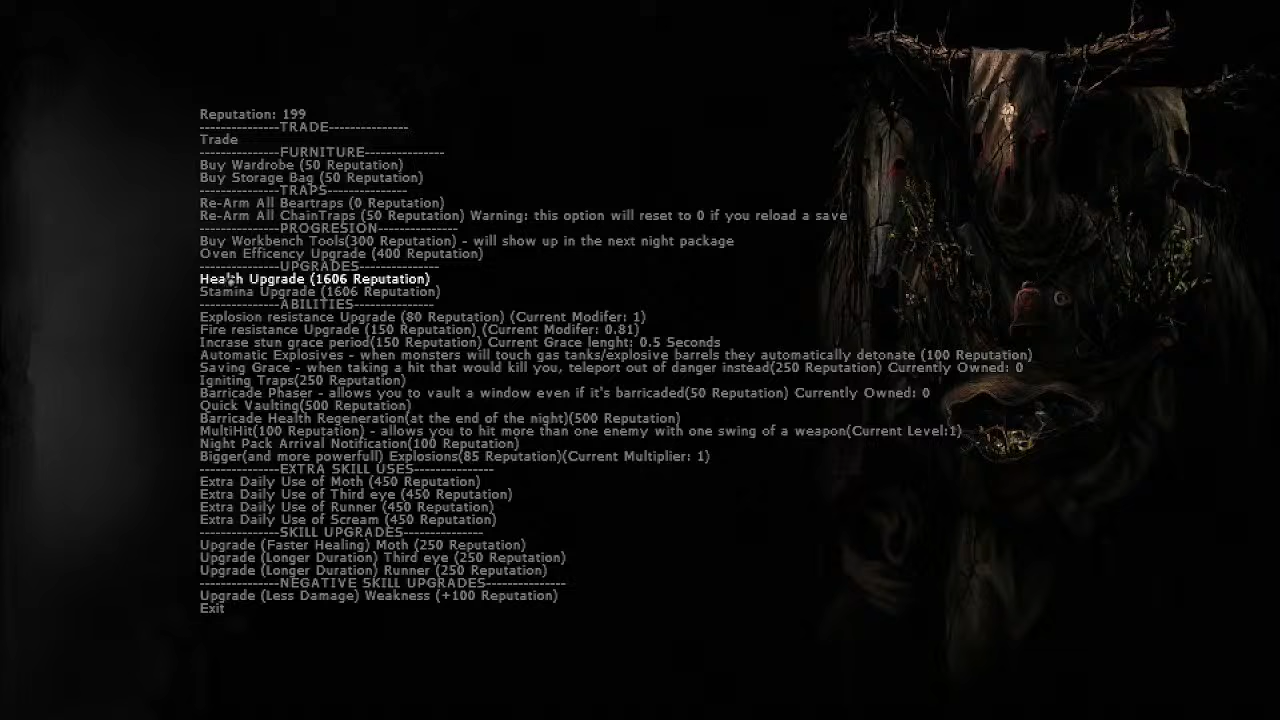 Reputation: 199
---------------TRADE---------------
Trade
---------------FURNITURE---------------
Buy Wardrobe (50 Reputation)
Buy Storage Bag (50 Reputation)
---------------TRAPS---------------
Re-Arm All Beartraps (0 Reputation)
Re-Arm All ChainTraps (50 Reputation) Warning: this option will reset to 0 if you reload a save
---------------PROGRESION---------------
Buy Workbench Tools(300 Reputation) - will show up in the next night package
Oven Efficency Upgrade (400 Reputation)
---------------UPGRADES---------------
Health Upgrade (1606 Reputation)
Stamina Upgrade (1606 Reputation)
---------------ABILITIES---------------
Explosion resistance Upgrade (80 Reputation) (Current Modifer: 1)
Fire resistance Upgrade (150 Reputation) (Current Modifer: 0.81)
Incrase stun grace period(150 Reputation) Current Grace lenght: 0.5 Seconds
Automatic Explosives - when monsters will touch gas tanks/explosive barrels they automatically detonate (100 Reputation)
Saving Grace - when taking a hit that would kill you, teleport out of danger instead(250 Reputation) Currently Owned: 0
Igniting Traps(250 Reputation)
Barricade Phaser - allows you to vault a window even if it's barricaded(50 Reputation) Currently Owned: 0
Quick Vaulting(500 Reputation)
Barricade Health Regeneration(at the end of the night)(500 Reputation)
MultiHit(100 Reputation) - allows you to hit more than one enemy with one swing of a weapon(Current Level:1)
Night Pack Arrival Notification(100 Reputation)
Bigger(and more powerfull) Explosions(85 Reputation)(Current Multiplier: 1)
---------------EXTRA SKILL USES---------------
Extra Daily Use of Moth (450 Reputation)
Extra Daily Use of Third eye (450 Reputation)
Extra Daily Use of Runner (450 Reputation)
Extra Daily Use of Scream (450 Reputation)
---------------SKILL UPGRADES---------------
Upgrade (Faster Healing) Moth (250 Reputation)
Upgrade (Longer Duration) Third eye (250 Reputation)
Upgrade (Longer Duration) Runner (250 Reputation)
---------------NEGATIVE SKILL UPGRADES---------------
Upgrade (Less Damage) Weakness (+100 Reputation)
Exit